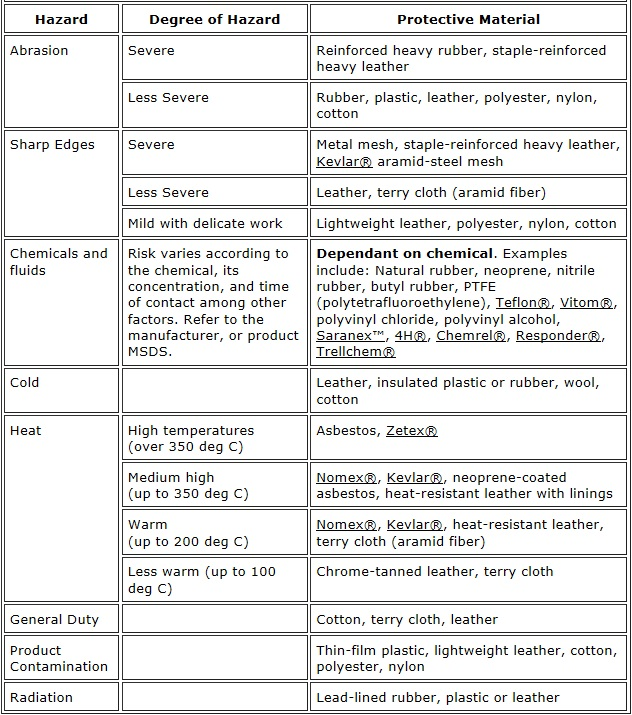 Hazard
Degree of Hazard
Protective Material
Abrasion
Severe
Reinforced heavy rubber, staple-reinforced
heavy leather
Less Severe
Rubber, plastic, leather, polyester, nylon,
cotton
Sharp Edges
Severe
Metal mesh, staple-reinforced heavy leather,
Kevlar® aramid-steel mesh
Less Severe
Leather, terry cloth (aramid fiber)
Mild with delicate work
Lightweight leather, polyester, nylon, cotton
Chemicals and
fluids
Risk varies according to
the chemical, its
concentration, and time
of contact among other
factors. Refer to the
manufacturer, or product
MSDS.
Dependant on chemical. Examples
include: Natural rubber, neoprene, nitrile
rubber, butyl rubber, PTFE
(polytetrafluoroethylene), Teflon®, Vitom®,
polyvinyl chloride, polyvinyl alcohol,
Saranex™, 4H®, Chemrel®, Responder®,
Trellchem®
Cold
Leather, insulated plastic or rubber, wool,
cotton
Heat
High temperatures
(over 350 deg C)
Asbestos, Zetex®
Medium high
(up to 350 deg C)
Nomex®, Kevlar®, neoprene-coated
asbestos, heat-resistant leather with linings
Warm
(up to 200 deg C)
Nomex®, Kevlar®, heat-resistant leather,
terry cloth (aramid fiber)
Less warm (up to 100
deg C)
Chrome-tanned leather, terry cloth
General Duty
Cotton, terry cloth, leather
Product
Contamination
Thin-film plastic, lightweight leather, cotton,
polyester, nylon
Radiation
Lead-lined rubber, plastic or leather